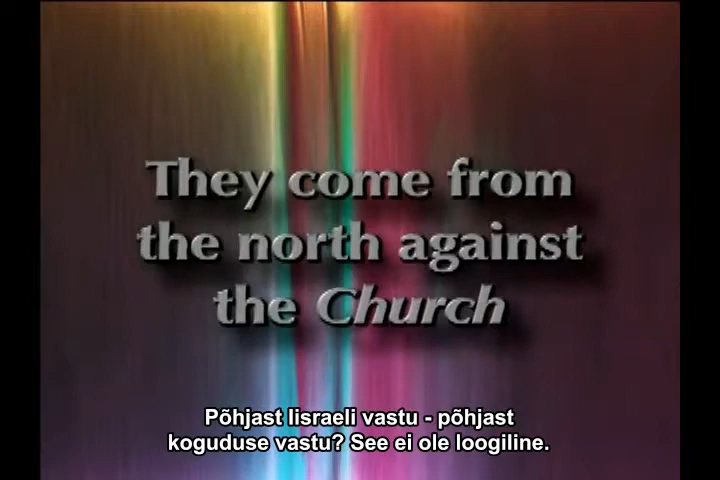 They come from
the north against
the Church
Põhjast Iisraeli vastu - põhjast
koguduse vastu? See ei ole loogiline.